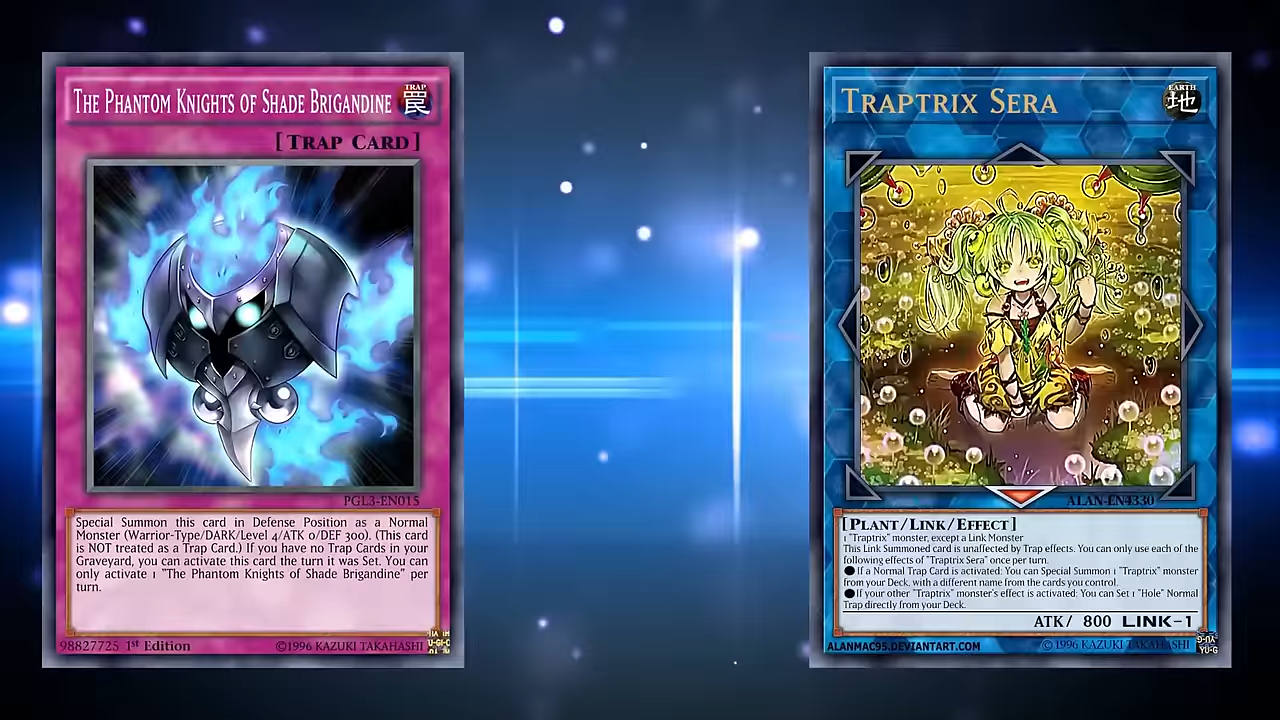 THE PHANTOM KNIGHTS OF SHADE BRIGANDINE
TRAP
罠
[TRAP CARD]
PGL3-EN015
Special Summon this card in Defense Position as a Normal
Monster (Warrior-Type/DARK/Level 4/ATK 0/DEF 300). (This card
is NOT treated as a Trap Card.) If you have no Trap Cards in your
Graveyard, you can activate this card the turn it was Set. You can
only activate 1 "The Phantom Knights of Shade Brigandine" per
turn.
98827725 1st Edition
©1996 KAZUKI TAKAHASHI
TRAPTRIX SERA
EARTH
地
ALAN-EN4330
[PLANT/LINK/EFFECT]
1 "Traptrix" monster, except a Link Monster
This Link Summoned card is unaffected by Trap effects. You can only use each of the
following effects of "Traptrix Sera" once per turn.
●If a Normal Trap Card is activated: You can Special Summon 1 "Traptrix" monster
from your Deck, with a different name from the cards you control.
●If your other "Traptrix" monster's effect is activated: You can Set 1 "Hole" Normal
Trap directly from your Deck.
ATK/ 800 LINK-1
ALANMAC95.DEVIANTART.COM
©1996 KAZUKI TAKAHASHI